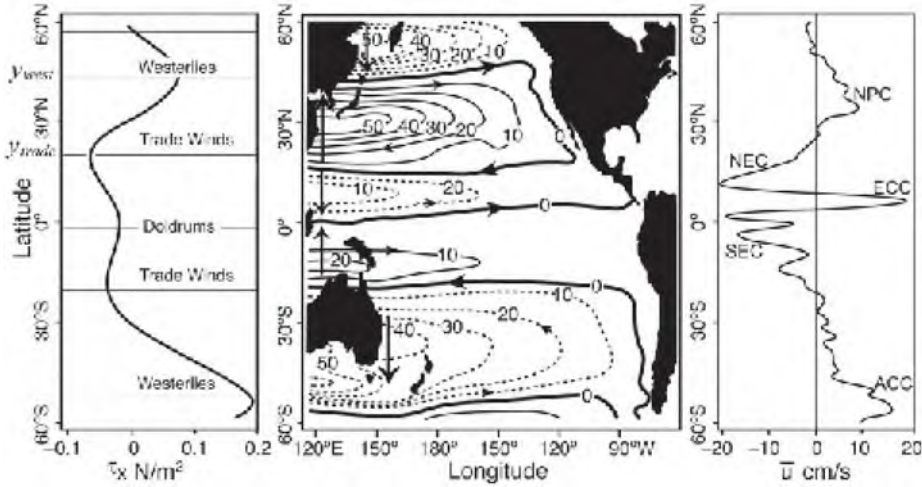 60°N
30°N
0°
30°S
60°S
Latitude
ywest
ytrade
Westerlies
Trade Winds
Doldrums
Trade Winds
Westerlies
-0.1 0 0.1 0.2
τx N/m²
60°N
30°N
0°
30°S
60°S
50 40 30 20 10
0
50 40 30 20 10
0
10 20
0
20 10
0
10
20
30
40
50
0
120°E 150°E 180° 150°W 120°W 90°W
Longitude
60°N
30°N
0°
30°S
60°S
NPC
NEC
ECC
SEC
ACC
-20 -10 0 10 20
u̅ cm/s